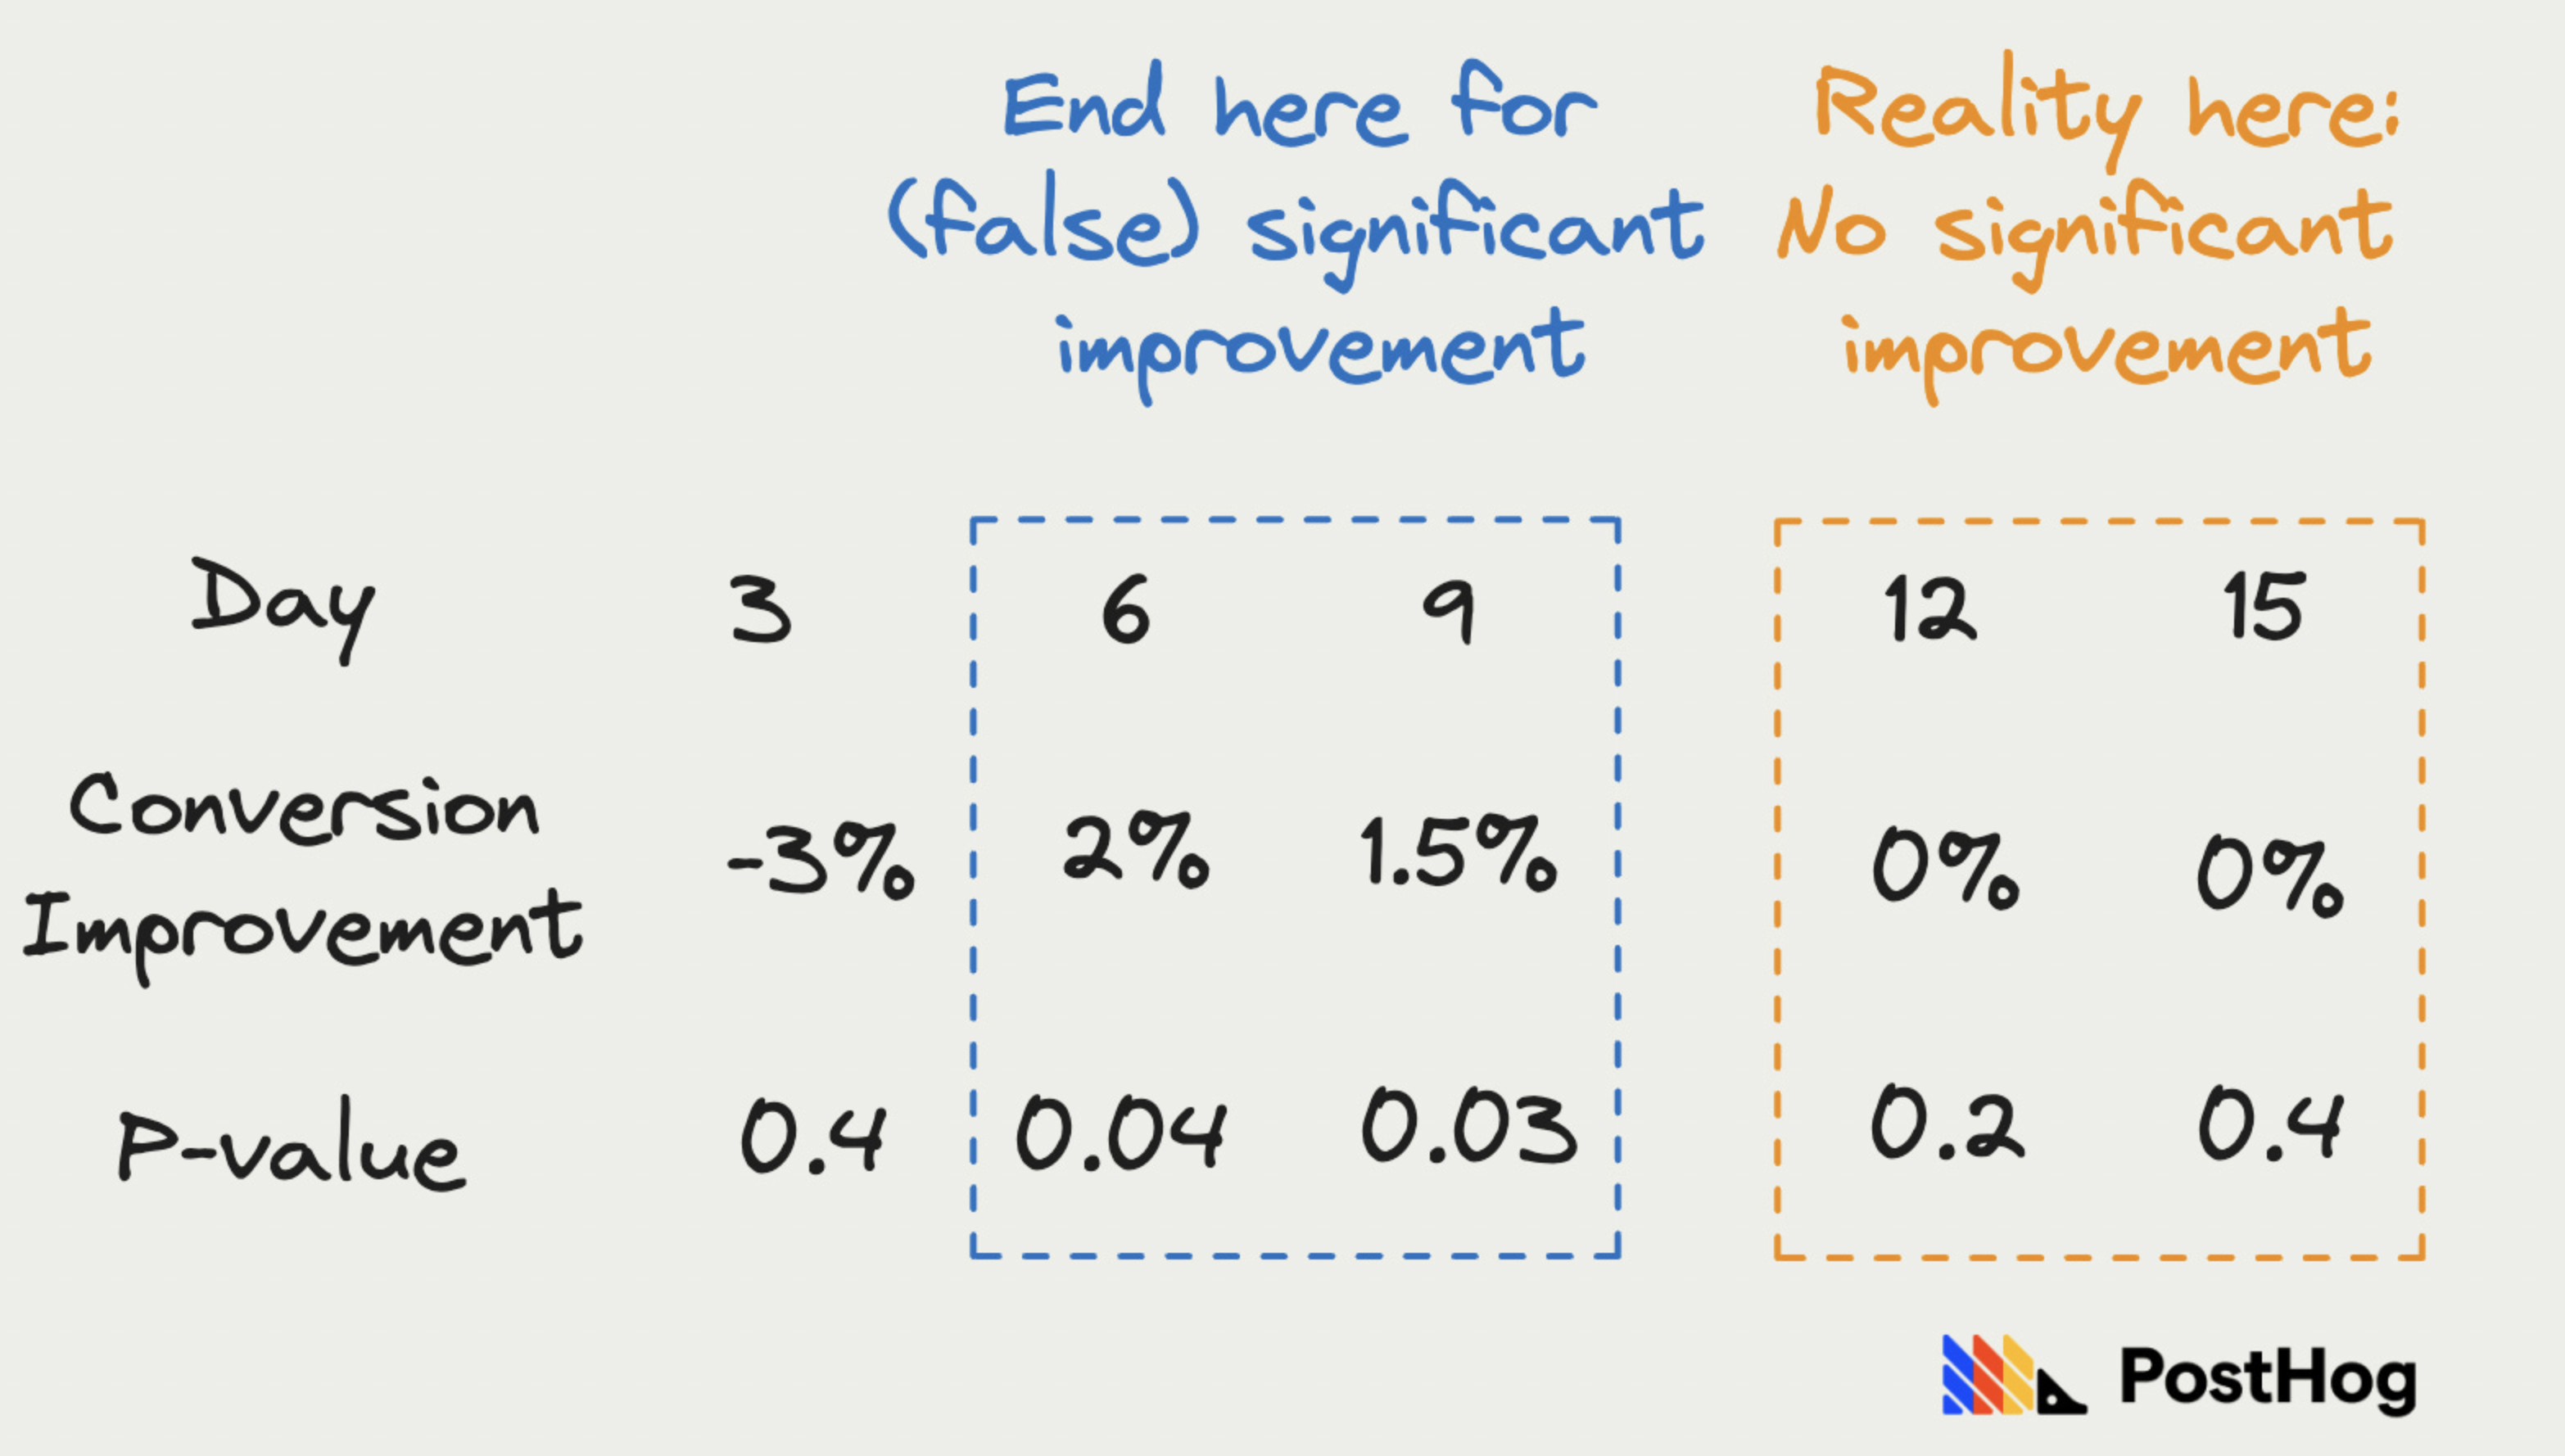 End here for
(false) significant
improvement
Reality here:
No significant
improvement
Day 3 6 9 12 15
Conversion
Improvement
-3% 2% 1.5% 0% 0%
P-value 0.4 0.04 0.03 0.2 0.4
PostHog